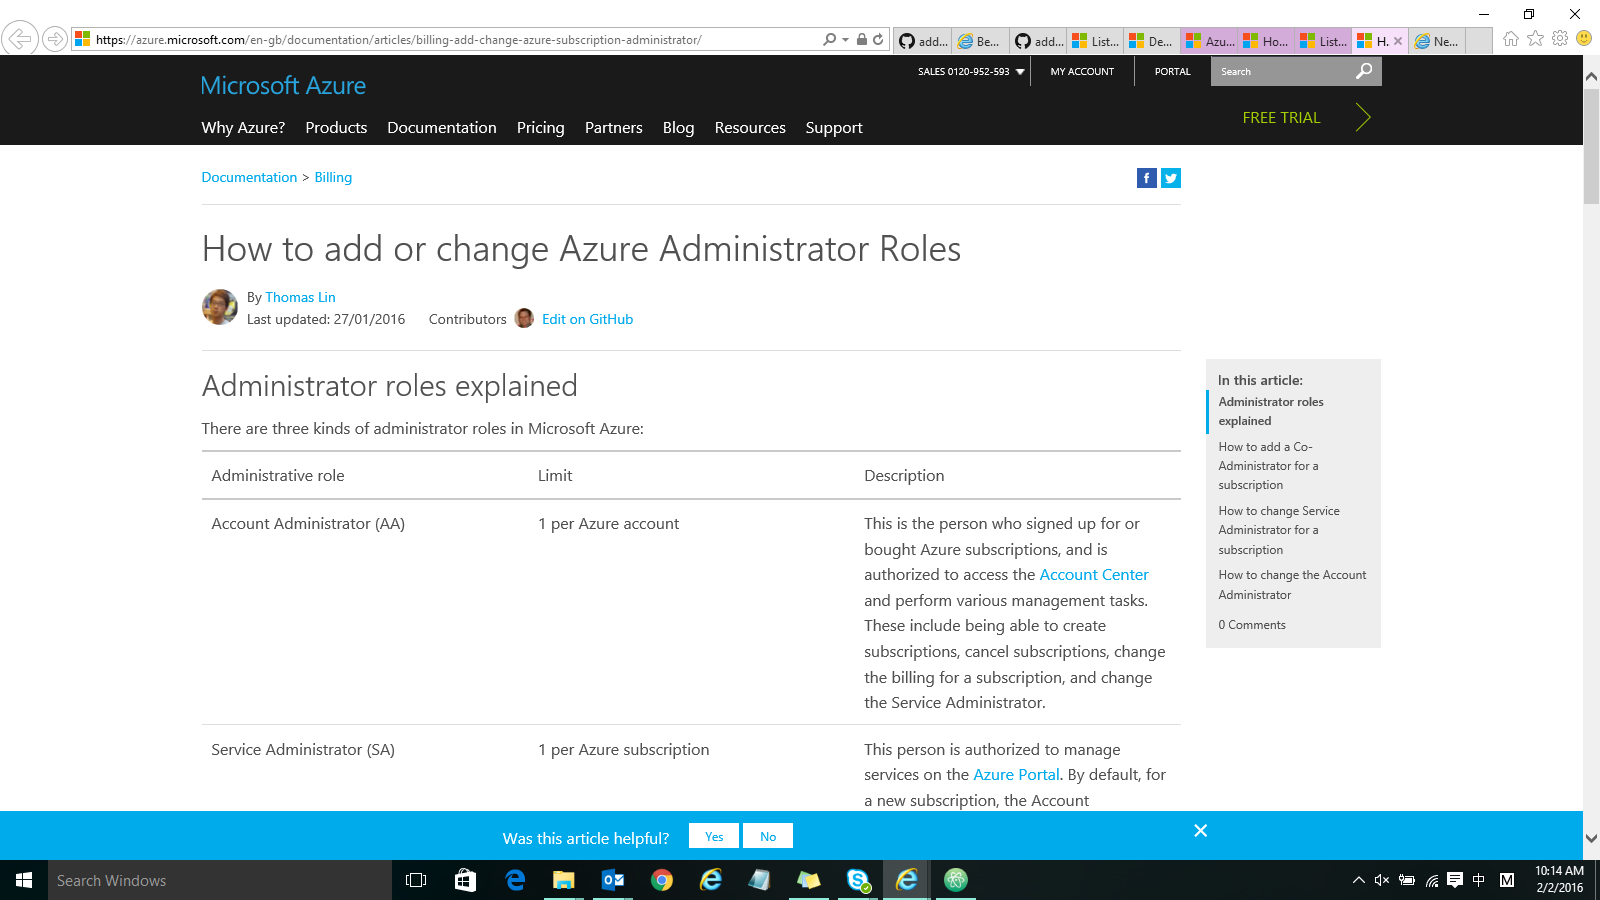 https://azure.microsoft.com/en-gb/documentation/articles/billing-add-change-azure-subscription-administrator/
add...
Be...
add...
List...
De...
Azu...
Ho...
List...
H.
Ne...
Microsoft Azure
SALES 0120-952-593
MY ACCOUNT
PORTAL
Search
Why Azure?
Products
Documentation
Pricing
Partners
Blog
Resources
Support
FREE TRIAL
Documentation > Billing
How to add or change Azure Administrator Roles
By Thomas Lin
Last updated: 27/01/2016
Contributors
Edit on GitHub
Administrator roles explained
There are three kinds of administrator roles in Microsoft Azure:
Administrative role
Limit
Description
Account Administrator (AA)
1 per Azure account
This is the person who signed up for or
bought Azure subscriptions, and is
authorized to access the Account Center
and perform various management tasks.
These include being able to create
subscriptions, cancel subscriptions, change
the billing for a subscription, and change
the Service Administrator.
Service Administrator (SA)
1 per Azure subscription
This person is authorized to manage
services on the Azure Portal. By default, for
a new subscription, the Account
In this article:
Administrator roles
explained
How to add a Co-
Administrator for a
subscription
How to change Service
Administrator for a
subscription
How to change the Account
Administrator
0 Comments
Was this article helpful?
Yes
No
Search Windows
中
M
10:14 AM
2/2/2016